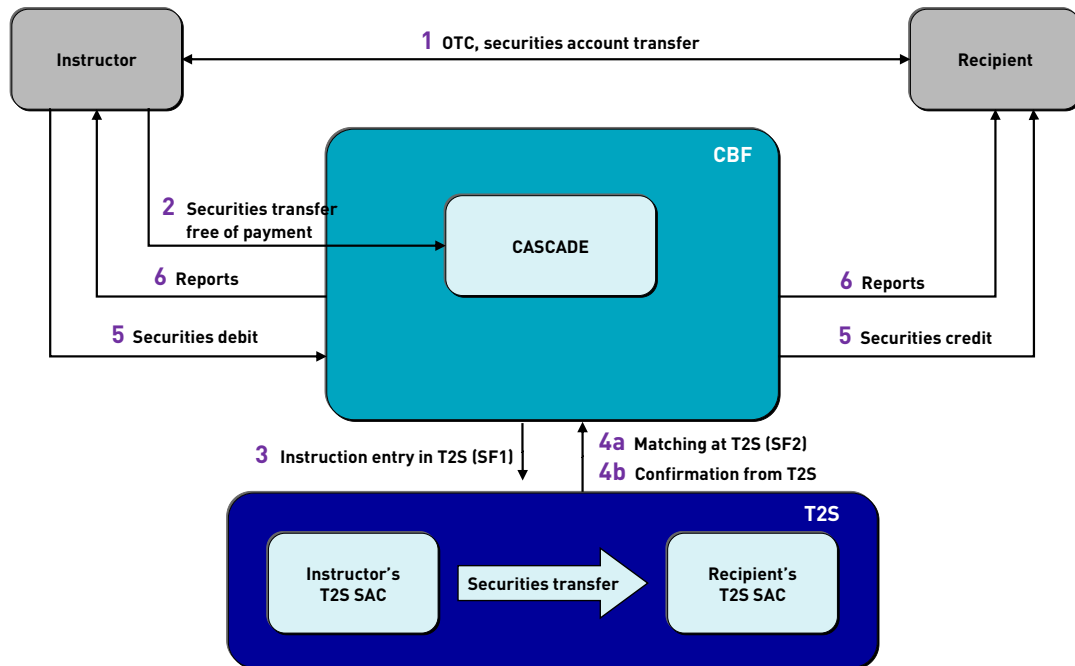 1 OTC, securities account transfer
Instructor
Recipient
CBF
2 Securities transfer
free of payment
CASCADE
6 Reports
6 Reports
5 Securities debit
5 Securities credit
3 Instruction entry in T2S (SF1)
4a Matching at T2S (SF2)
4b Confirmation from T2S
T2S
Instructor's
T2S SAC
Securities transfer
Recipient's
T2S SAC